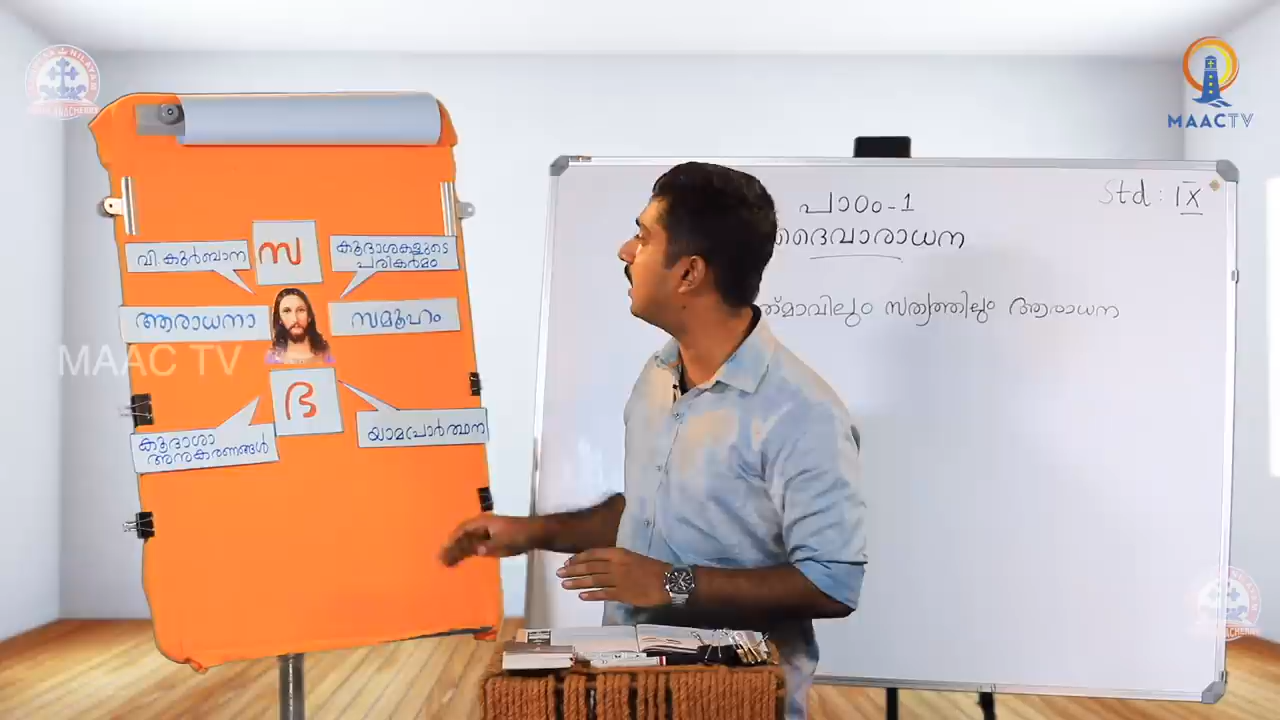 MAACTV
Std : IX
പാഠം-1
ദൈവാരാധന
ത്മാവിലും സത്യത്തിലും ആരാധന
സ
വി.കുർബാന
കൂദാശകളുടെ
പരികർമം
ആരാധനാ
സമൂഹം
MAAC TV
ഭ
കൂദാശാ
അനുകരണങ്ങൾ
യാമപ്രാർത്ഥന